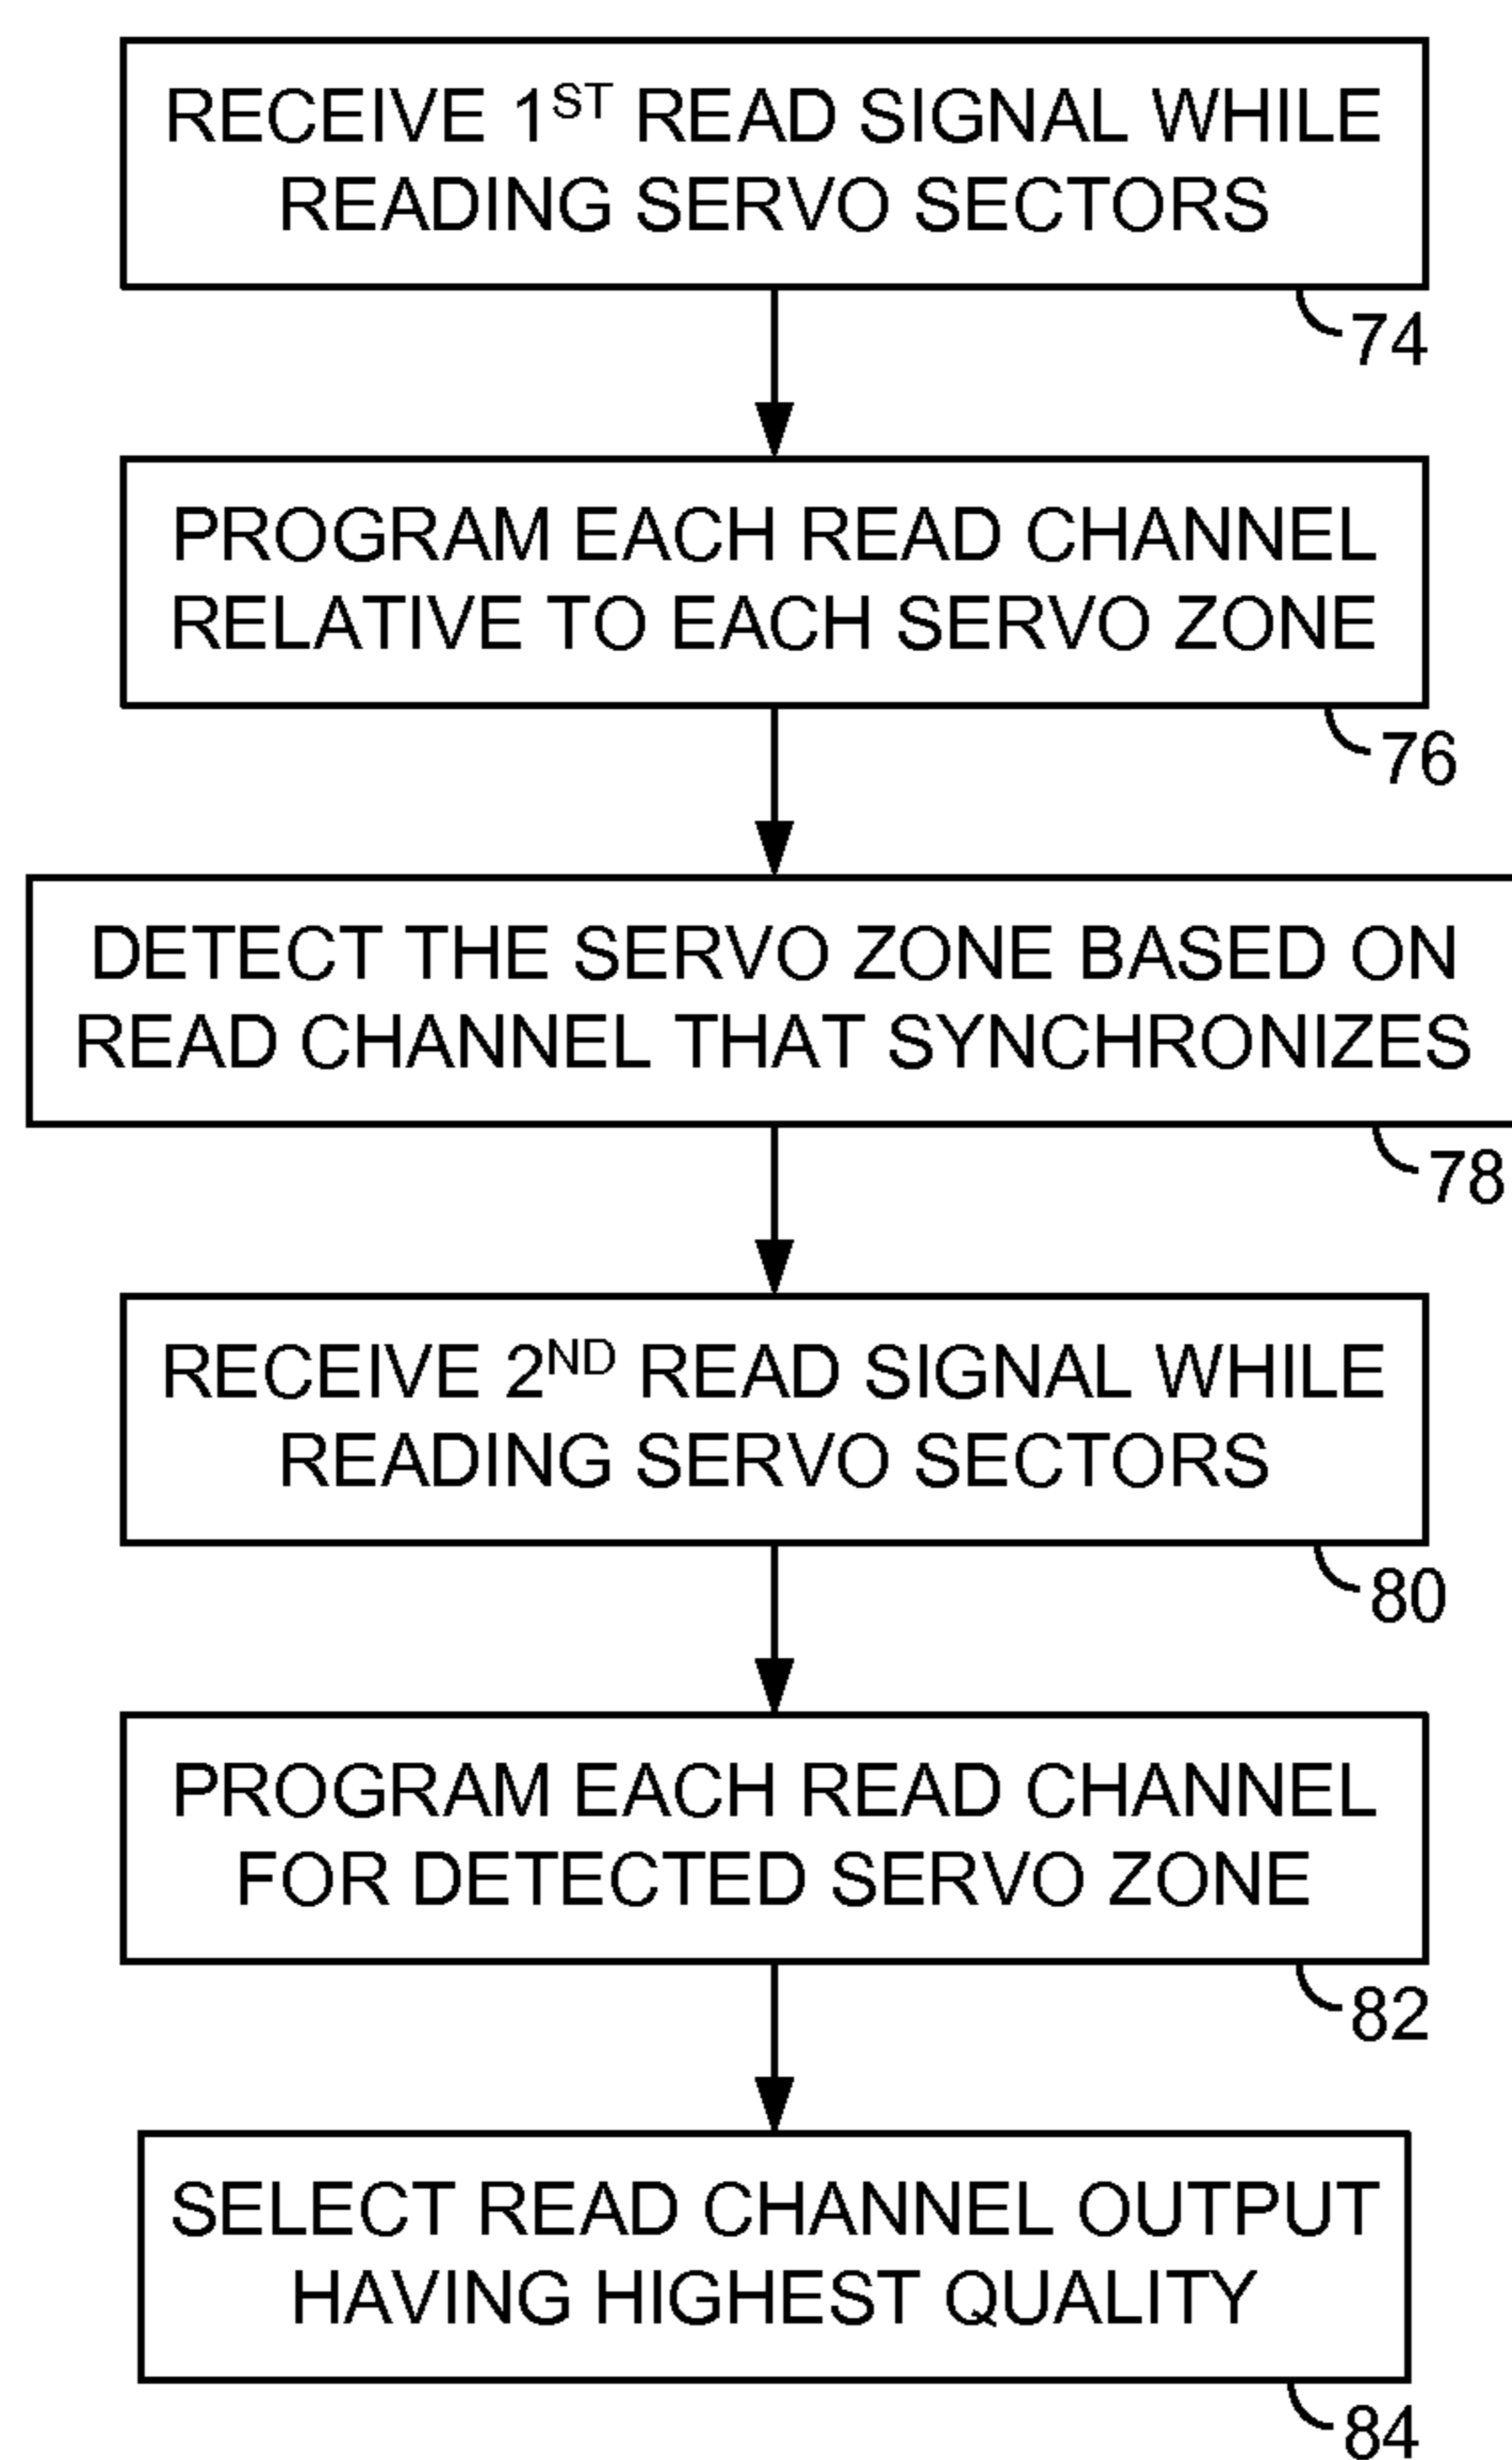 RECEIVE 1ST READ SIGNAL WHILE
READING SERVO SECTORS
74
PROGRAM EACH READ CHANNEL
RELATIVE TO EACH SERVO ZONE
76
DETECT THE SERVO ZONE BASED ON
READ CHANNEL THAT SYNCHRONIZES
78
RECEIVE 2ND READ SIGNAL WHILE
READING SERVO SECTORS
80
PROGRAM EACH READ CHANNEL
FOR DETECTED SERVO ZONE
82
SELECT READ CHANNEL OUTPUT
HAVING HIGHEST QUALITY
84